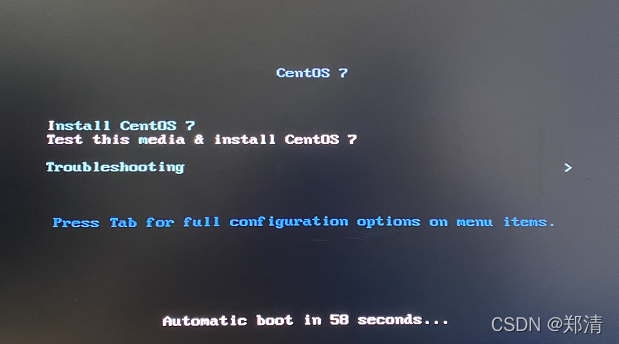 CentOS 7
Install CentOS 7
Test this media & install CentOS 7
Troubleshooting >
Press Tab for full configuration options on menu items.
Automatic boot in 58 seconds...
CSDN @郑清